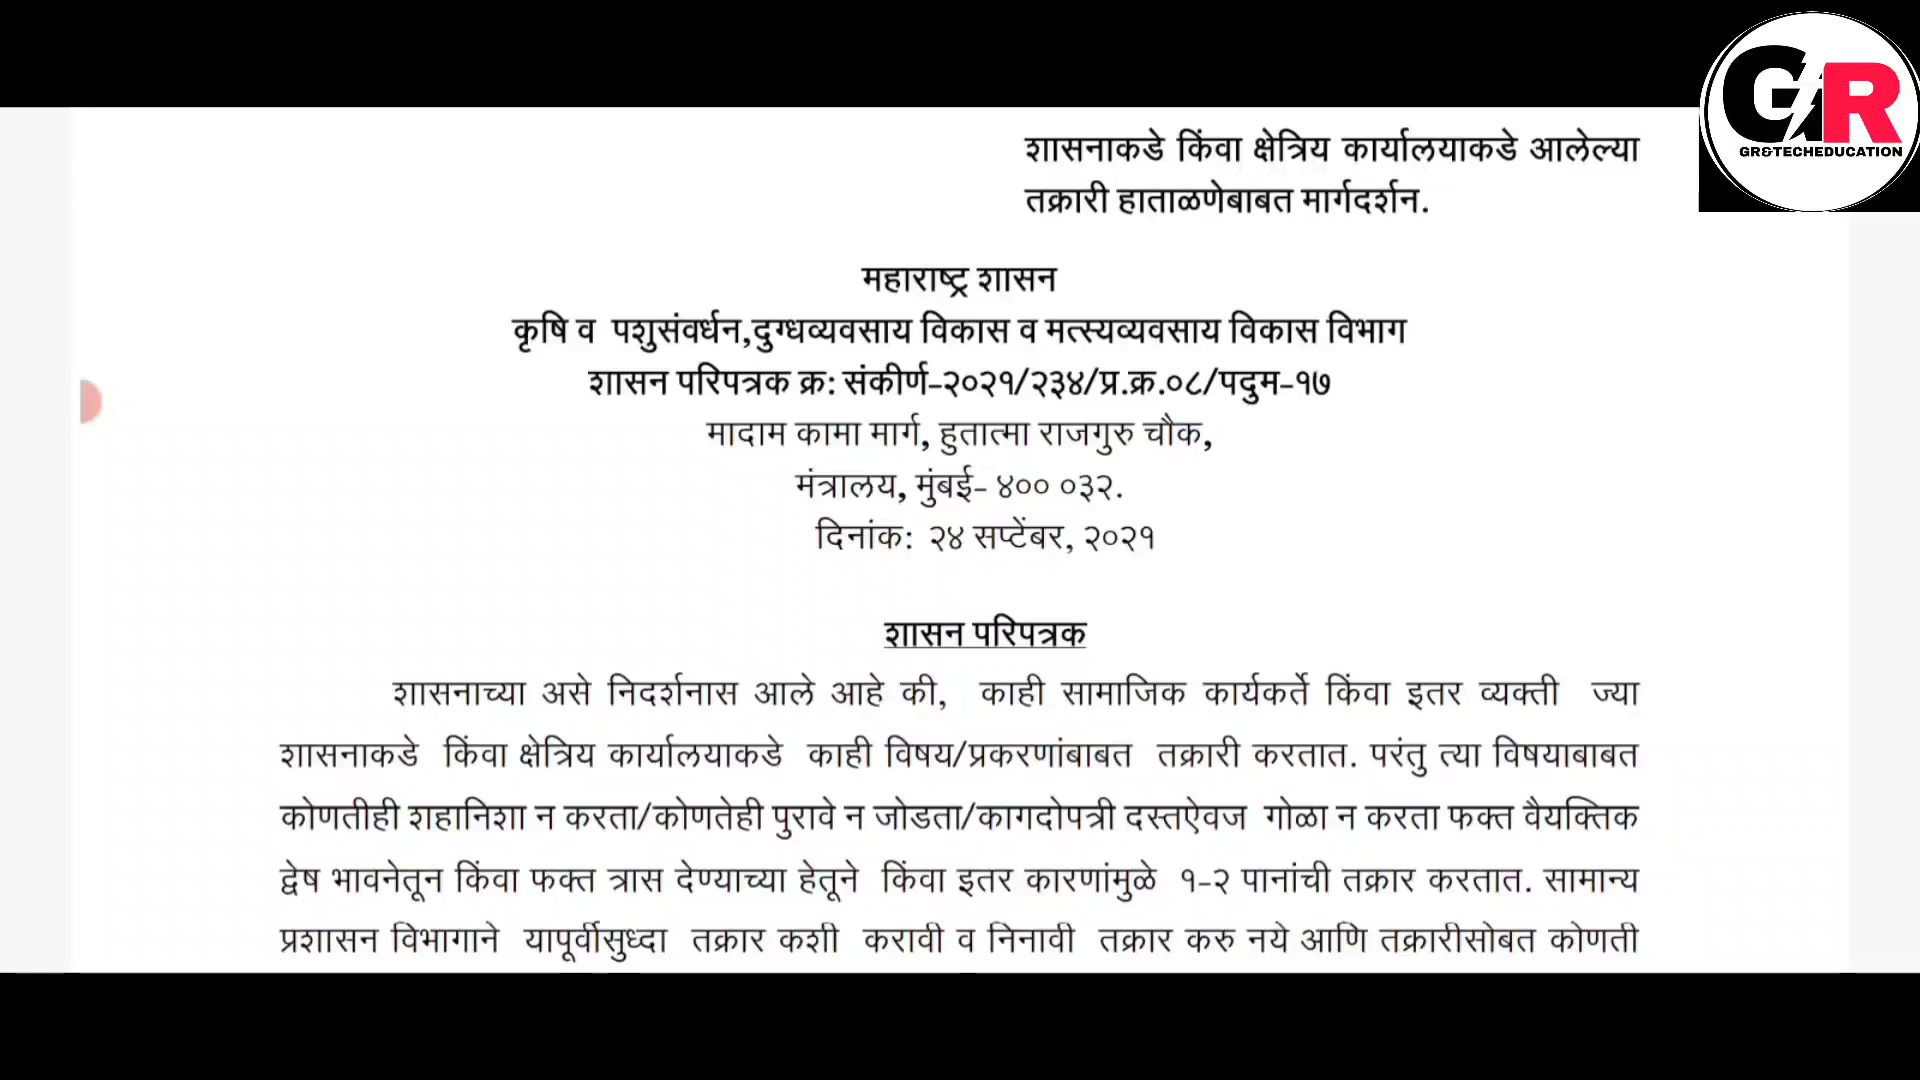 GR
GR&TECHEDUCATION
शासनाकडे किंवा क्षेत्रिय कार्यालयाकडे आलेल्या
तक्रारी हाताळणेबाबत मार्गदर्शन.
महाराष्ट्र शासन
कृषि व पशुसंवर्धन,दुग्धव्यवसाय विकास व मत्स्यव्यवसाय विकास विभाग
शासन परिपत्रक क्र: संकीर्ण-२०२१/२३४/प्र.क्र.०८/पदुम-१७
मादाम कामा मार्ग, हुतात्मा राजगुरु चौक,
मंत्रालय, मुंबई- ४०० ०३२.
दिनांक: २४ सप्टेंबर, २०२१
शासन परिपत्रक
शासनाच्या असे निदर्शनास आले आहे की, काही सामाजिक कार्यकर्ते किंवा इतर व्यक्ती ज्या
शासनाकडे किंवा क्षेत्रिय कार्यालयाकडे काही विषय/प्रकरणांबाबत तक्रारी करतात. परंतु त्या विषयाबाबत
कोणतीही शहानिशा न करता/कोणतेही पुरावे न जोडता/कागदोपत्री दस्तऐवज गोळा न करता फक्त वैयक्तिक
द्वेष भावनेतून किंवा फक्त त्रास देण्याच्या हेतूने किंवा इतर कारणांमुळे १-२ पानांची तक्रार करतात. सामान्य
प्रशासन विभागाने यापूर्वीसुध्दा तक्रार कशी करावी व निनावी तक्रार करु नये आणि तक्रारीसोबत कोणती